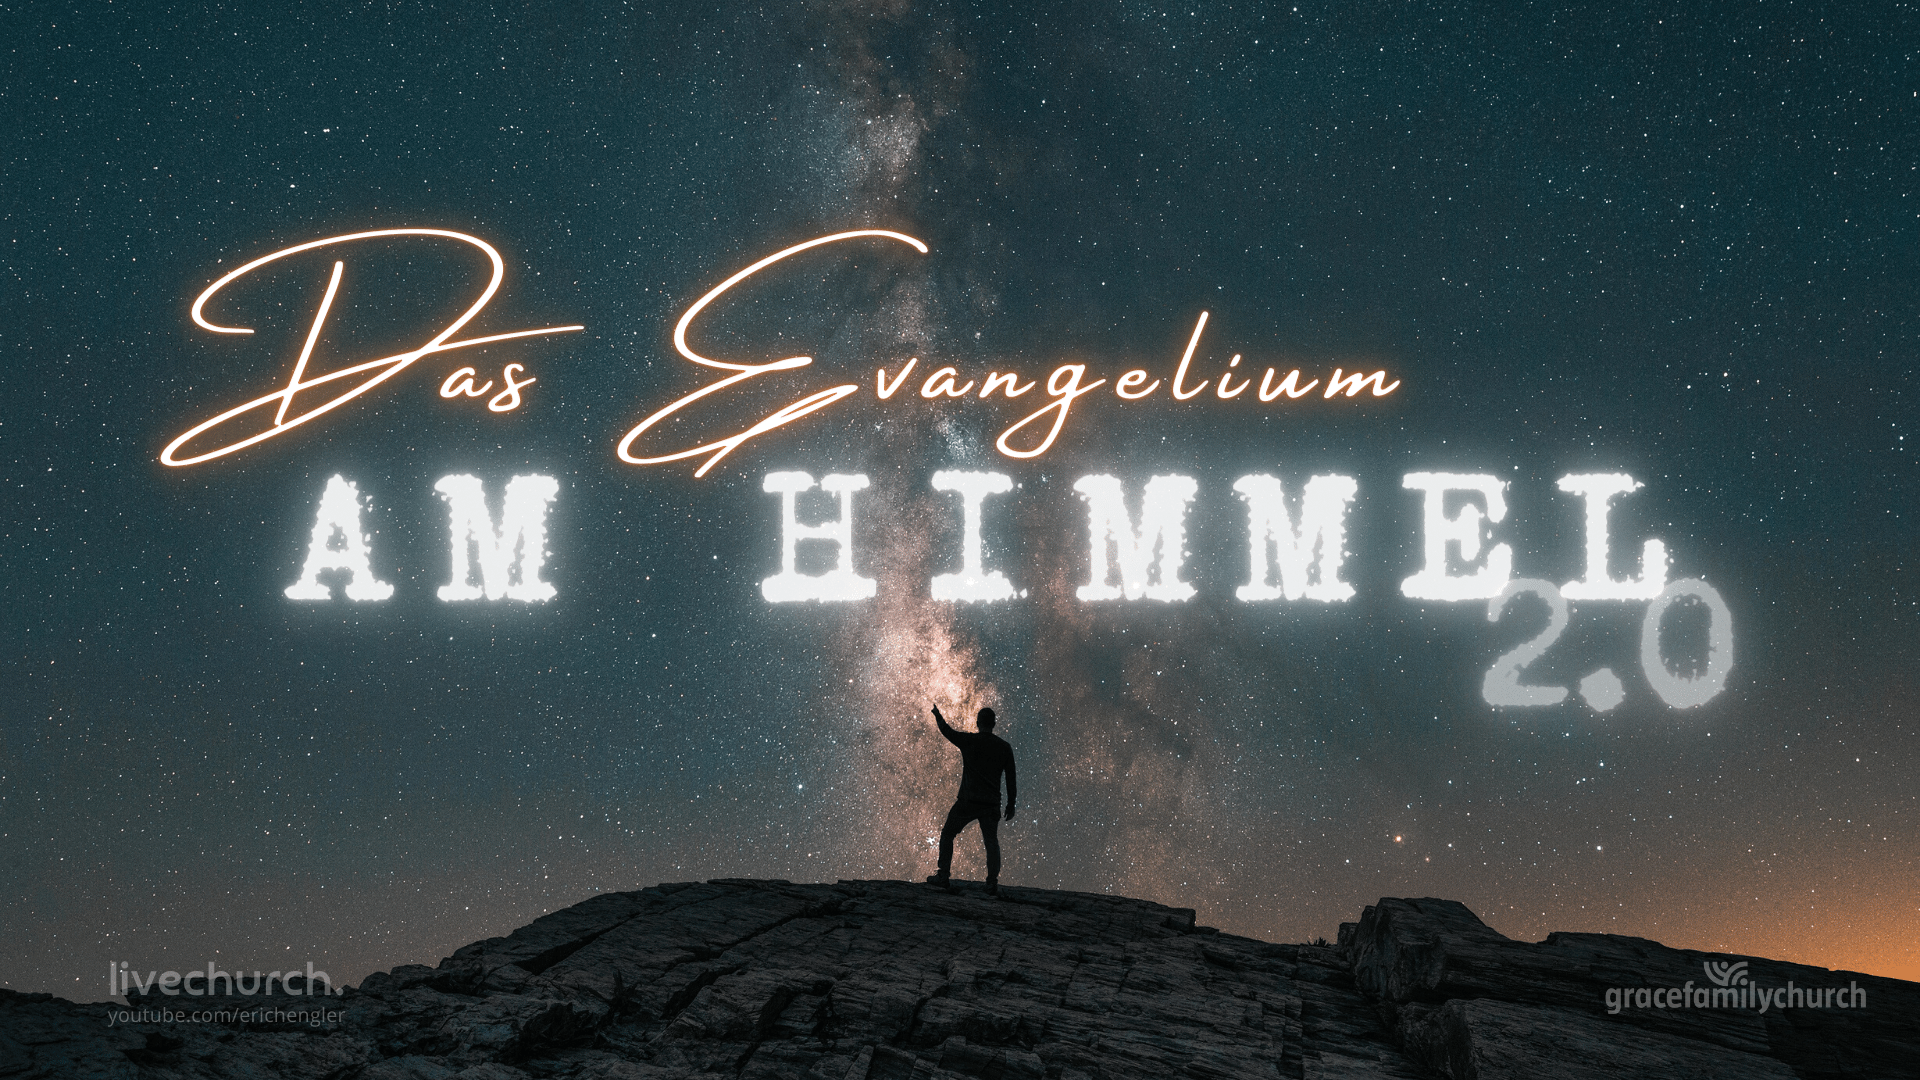 Das Evangelium
AM HIMMEL
2.0
livechurch.
youtube.com/erichengler
gracefamilychurch